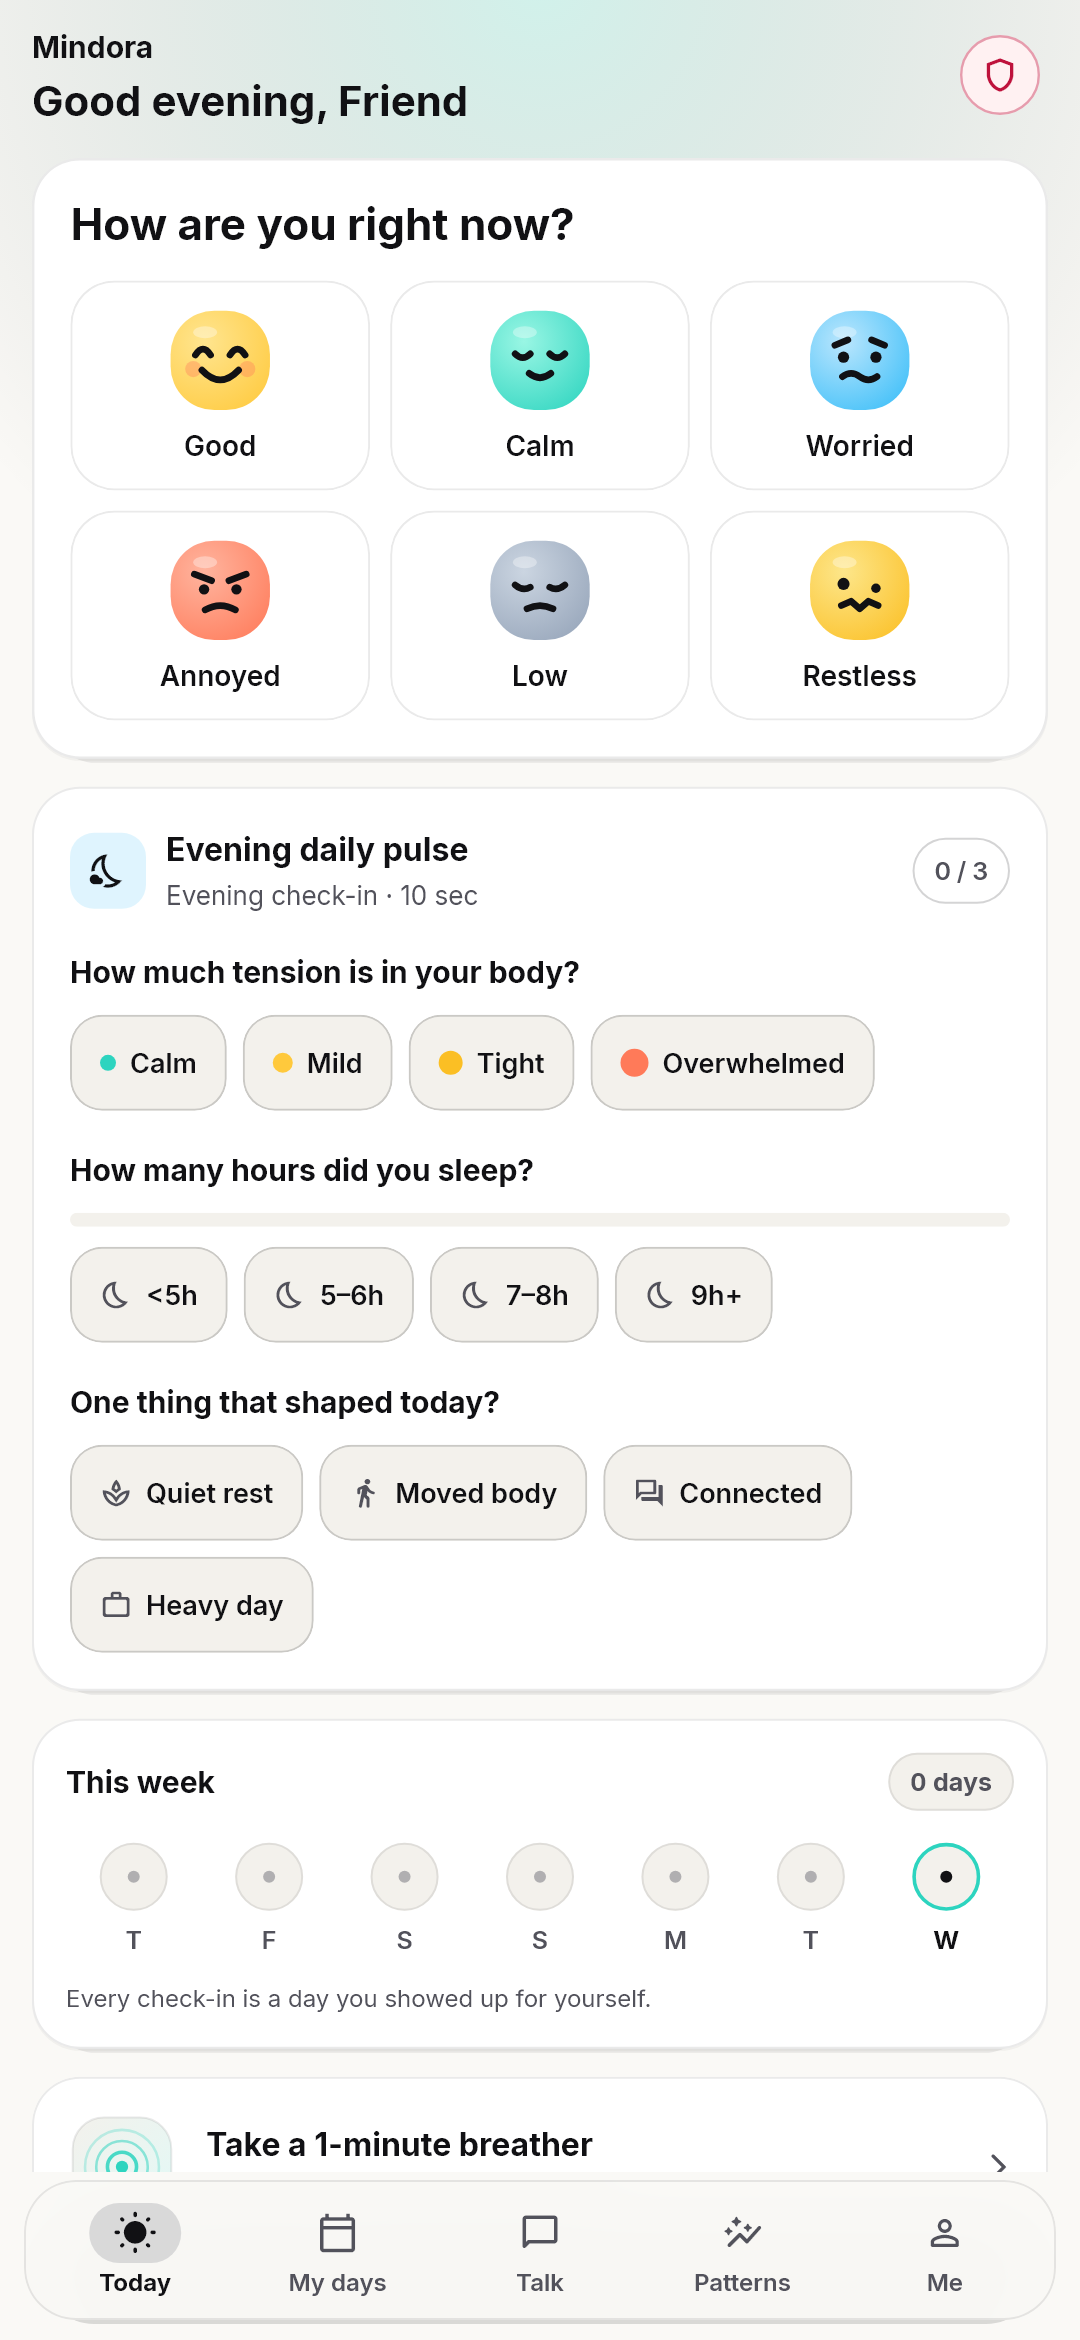 Mindora
Good evening, Friend
How are you right now?
Good
Calm
Worried
Annoyed
Low
Restless
Evening daily pulse
Evening check-in · 10 sec
0 / 3
How much tension is in your body?
Calm
Mild
Tight
Overwhelmed
How many hours did you sleep?
<5h
5–6h
7–8h
9h+
One thing that shaped today?
Quiet rest
Moved body
Connected
Heavy day
This week
0 days
T
F
S
S
M
T
W
Every check-in is a day you showed up for yourself.
Take a 1-minute breather
Today
My days
Talk
Patterns
Me